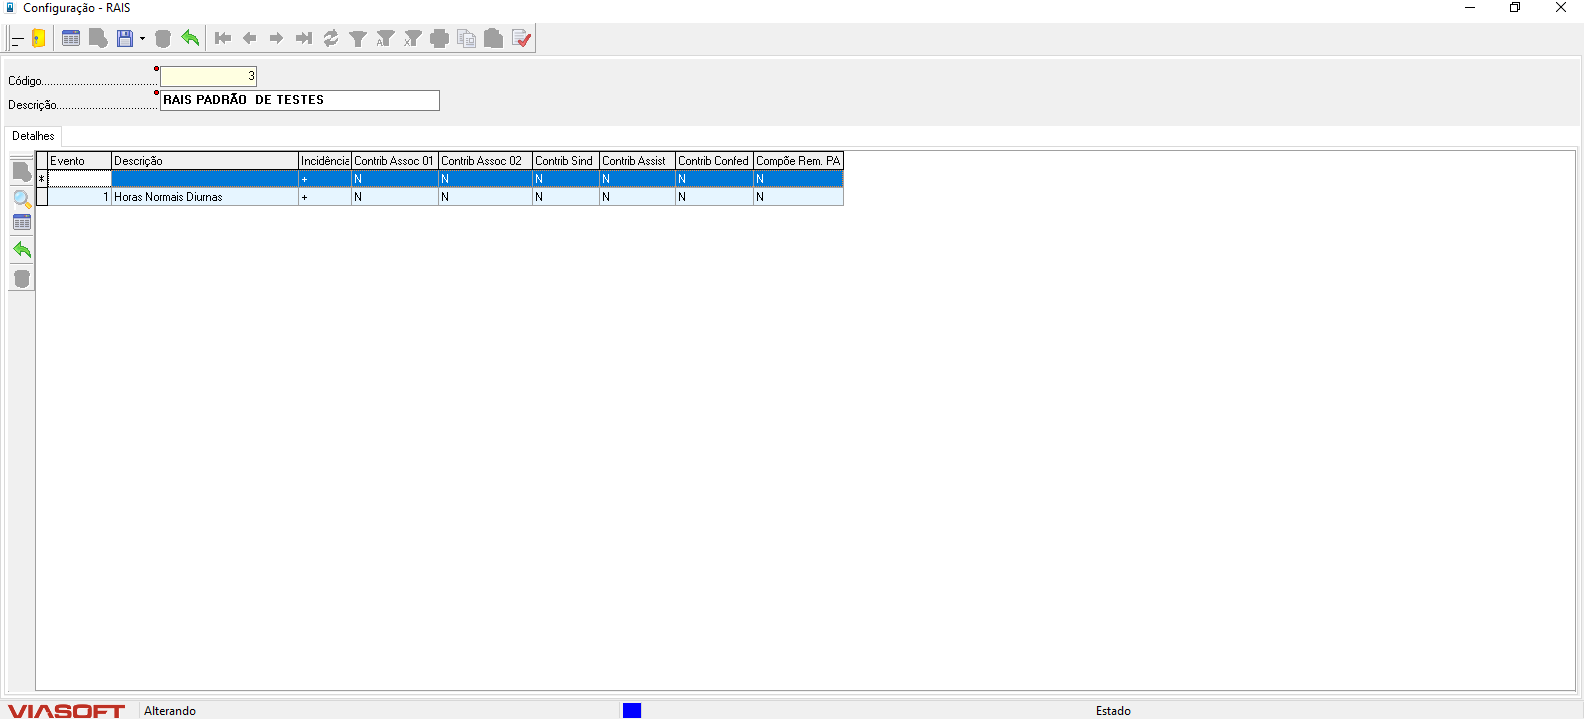 Configuração - RAIS
Código
3
Descrição
RAIS PADRÃO DE TESTES
Detalhes
Evento Descrição Incidência Contrib Assoc 01 Contrib Assoc 02 Contrib Sind Contrib Assist Contrib Confed Compõe Rem. PA
* + N N N N N N
1 Horas Normais Diurnas + N N N N N N
VIASOFT Alterando Estado